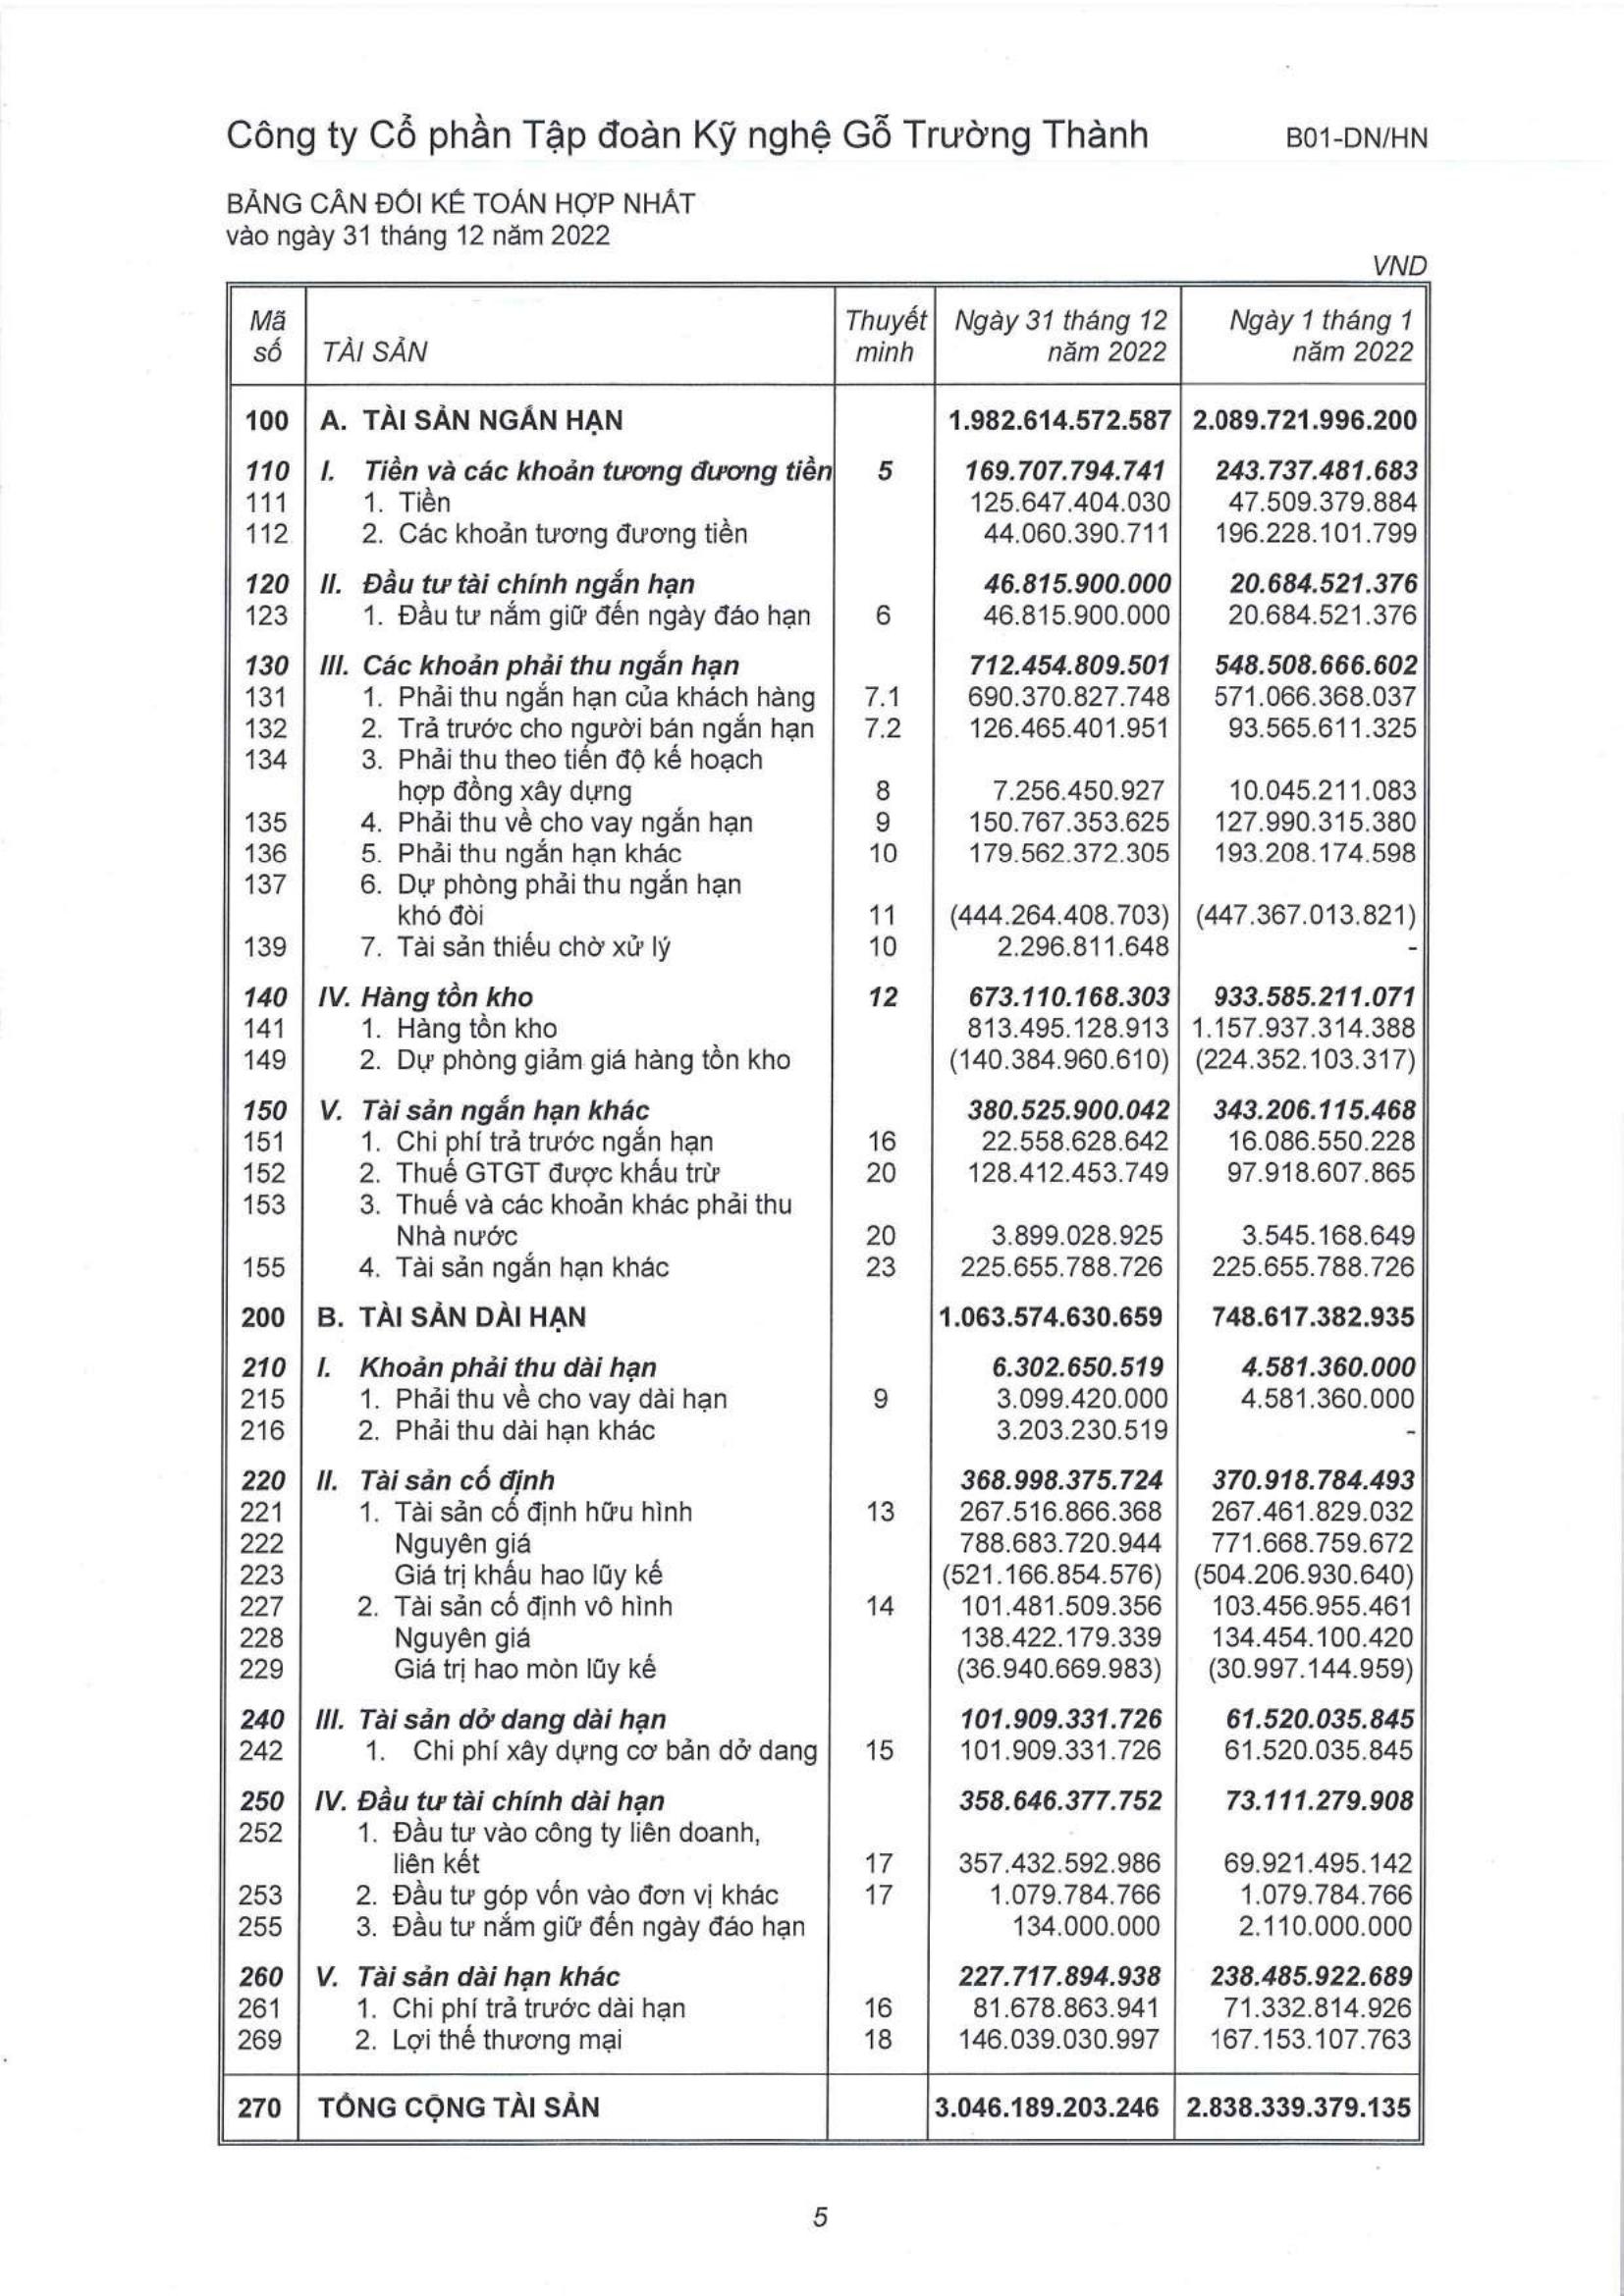 Công ty Cổ phần Tập đoàn Kỹ nghệ Gỗ Trường Thành B01-DN/HN
BẢNG CÂN ĐỐI KẾ TOÁN HỢP NHẤT
vào ngày 31 tháng 12 năm 2022
VND
Mã số TÀI SẢN Thuyết minh Ngày 31 tháng 12 năm 2022 Ngày 1 tháng 1 năm 2022
100 A. TÀI SẢN NGẮN HẠN 1.982.614.572.587 2.089.721.996.200
110 I. Tiền và các khoản tương đương tiền 5 169.707.794.741 243.737.481.683
111 1. Tiền 125.647.404.030 47.509.379.884
112 2. Các khoản tương đương tiền 44.060.390.711 196.228.101.799
120 II. Đầu tư tài chính ngắn hạn 46.815.900.000 20.684.521.376
123 1. Đầu tư nắm giữ đến ngày đáo hạn 6 46.815.900.000 20.684.521.376
130 III. Các khoản phải thu ngắn hạn 712.454.809.501 548.508.666.602
131 1. Phải thu ngắn hạn của khách hàng 7.1 690.370.827.748 571.066.368.037
132 2. Trả trước cho người bán ngắn hạn 7.2 126.465.401.951 93.565.611.325
134 3. Phải thu theo tiến độ kế hoạch
hợp đồng xây dựng 8 7.256.450.927 10.045.211.083
135 4. Phải thu về cho vay ngắn hạn 9 150.767.353.625 127.990.315.380
136 5. Phải thu ngắn hạn khác 10 179.562.372.305 193.208.174.598
137 6. Dự phòng phải thu ngắn hạn
khó đòi 11 (444.264.408.703) (447.367.013.821)
139 7. Tài sản thiếu chờ xử lý 10 2.296.811.648 -
140 IV. Hàng tồn kho 12 673.110.168.303 933.585.211.071
141 1. Hàng tồn kho 813.495.128.913 1.157.937.314.388
149 2. Dự phòng giảm giá hàng tồn kho (140.384.960.610) (224.352.103.317)
150 V. Tài sản ngắn hạn khác 380.525.900.042 343.206.115.468
151 1. Chi phí trả trước ngắn hạn 16 22.558.628.642 16.086.550.228
152 2. Thuế GTGT được khấu trừ 20 128.412.453.749 97.918.607.865
153 3. Thuế và các khoản khác phải thu
Nhà nước 20 3.899.028.925 3.545.168.649
155 4. Tài sản ngắn hạn khác 23 225.655.788.726 225.655.788.726
200 B. TÀI SẢN DÀI HẠN 1.063.574.630.659 748.617.382.935
210 I. Khoản phải thu dài hạn 6.302.650.519 4.581.360.000
215 1. Phải thu về cho vay dài hạn 9 3.099.420.000 4.581.360.000
216 2. Phải thu dài hạn khác 3.203.230.519 -
220 II. Tài sản cố định 368.998.375.724 370.918.784.493
221 1. Tài sản cố định hữu hình 13 267.516.866.368 267.461.829.032
222 Nguyên giá 788.683.720.944 771.668.759.672
223 Giá trị khấu hao lũy kế (521.166.854.576) (504.206.930.640)
227 2. Tài sản cố định vô hình 14 101.481.509.356 103.456.955.461
228 Nguyên giá 138.422.179.339 134.454.100.420
229 Giá trị hao mòn lũy kế (36.940.669.983) (30.997.144.959)
240 III. Tài sản dở dang dài hạn 101.909.331.726 61.520.035.845
242 1. Chi phí xây dựng cơ bản dở dang 15 101.909.331.726 61.520.035.845
250 IV. Đầu tư tài chính dài hạn 358.646.377.752 73.111.279.908
252 1. Đầu tư vào công ty liên doanh,
liên kết 17 357.432.592.986 69.921.495.142
253 2. Đầu tư góp vốn vào đơn vị khác 17 1.079.784.766 1.079.784.766
255 3. Đầu tư nắm giữ đến ngày đáo hạn 134.000.000 2.110.000.000
260 V. Tài sản dài hạn khác 227.717.894.938 238.485.922.689
261 1. Chi phí trả trước dài hạn 16 81.678.863.941 71.332.814.926
269 2. Lợi thế thương mại 18 146.039.030.997 167.153.107.763
270 TỔNG CỘNG TÀI SẢN 3.046.189.203.246 2.838.339.379.135
5